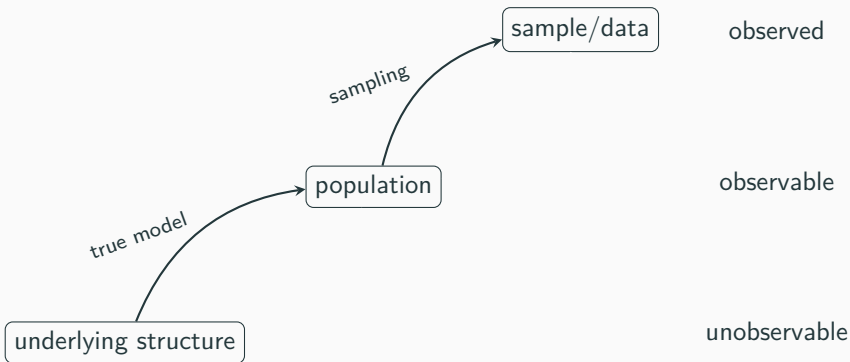 sample/data
observed
sampling
population
observable
true model
underlying structure
unobservable